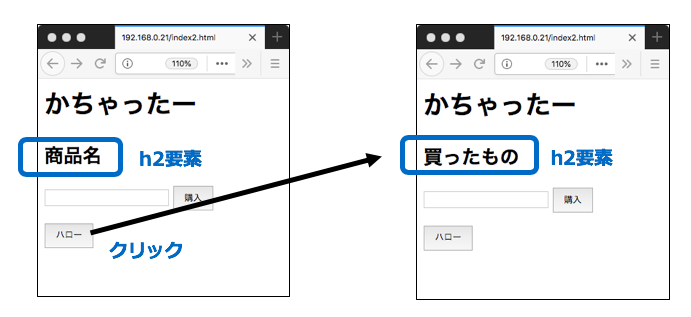 192.168.0.21/index2.html
110%
かちゃったー
商品名
h2要素
購入
ハロー
クリック
192.168.0.21/index2.html
110%
かちゃったー
買ったもの
h2要素
購入
ハロー